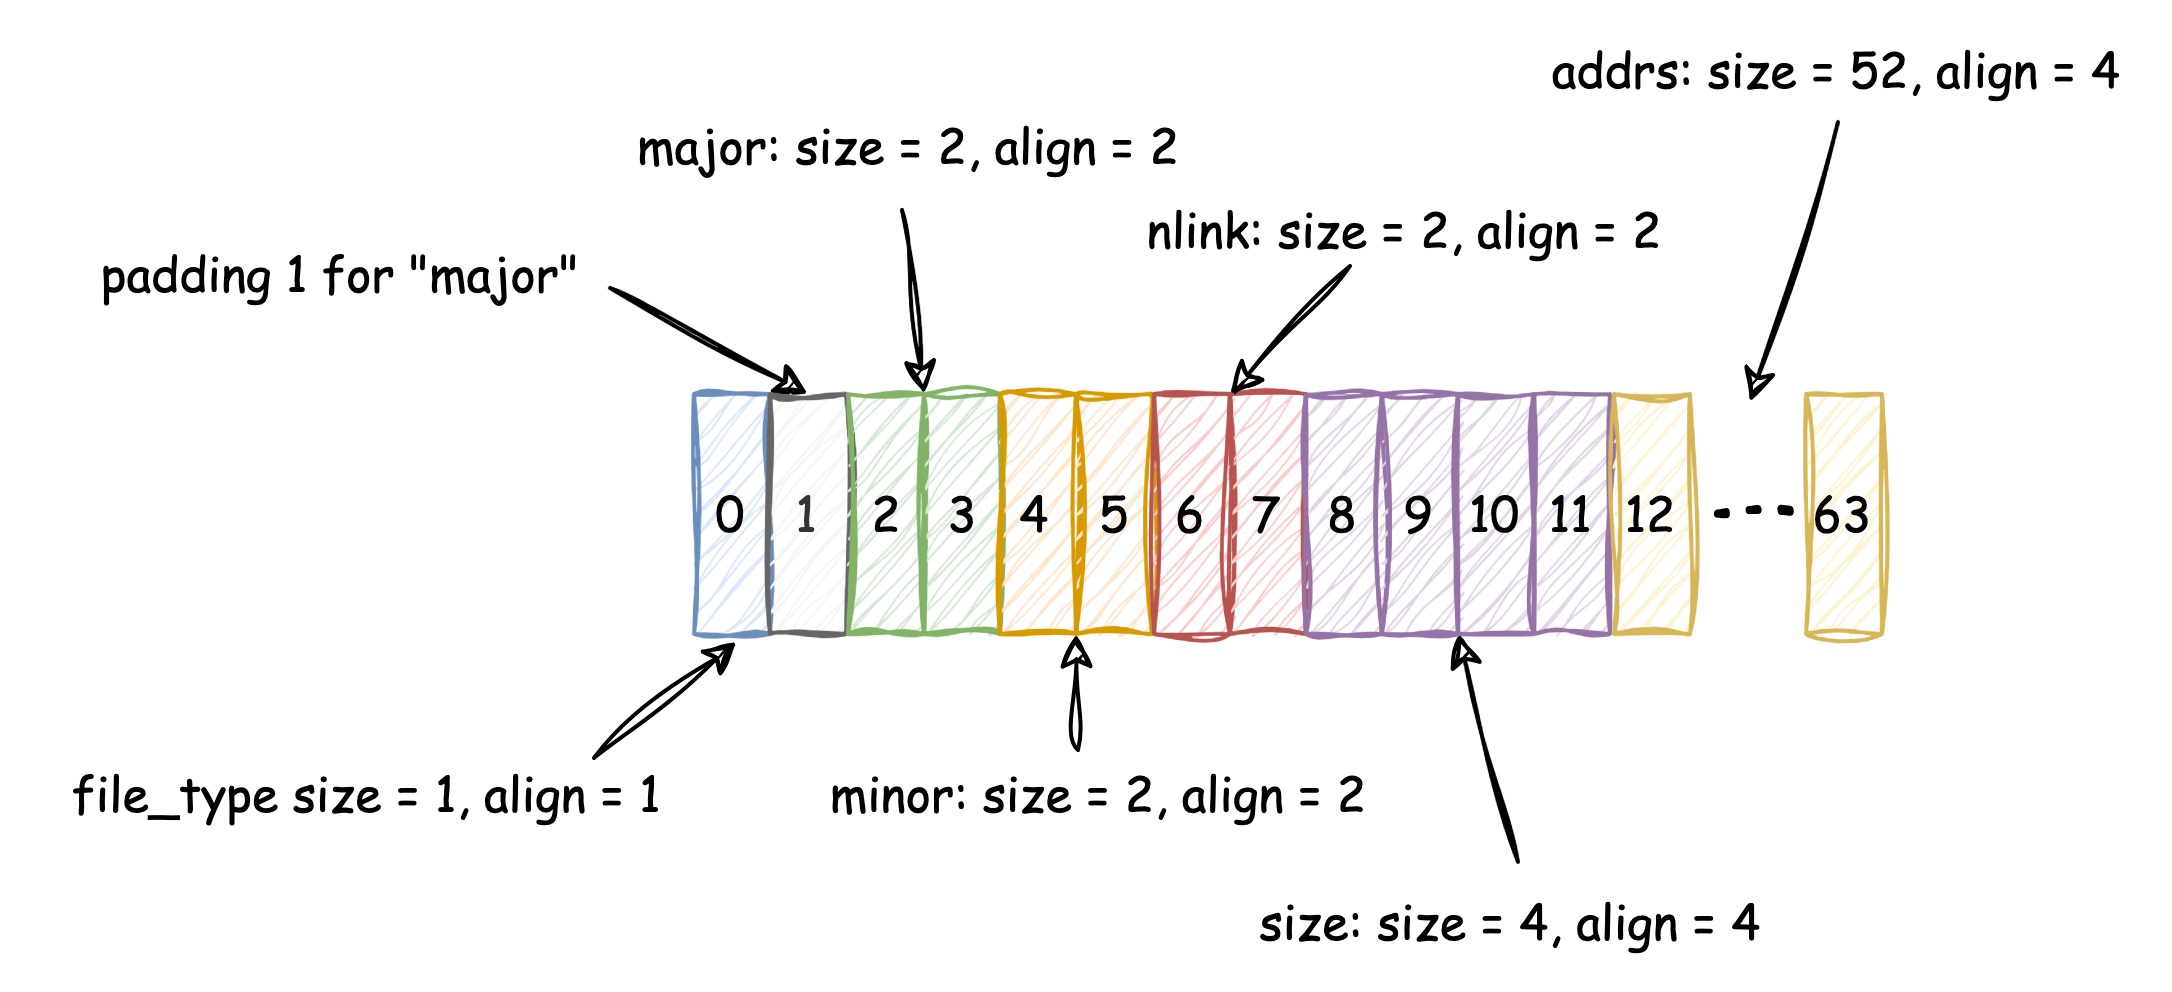 addrs: size = 52, align = 4
major: size = 2, align = 2
nlink: size = 2, align = 2
padding 1 for "major"
0 1 2 3 4 5 6 7 8 9 10 11 12 --- 63
file_type size = 1, align = 1
minor: size = 2, align = 2
size: size = 4, align = 4